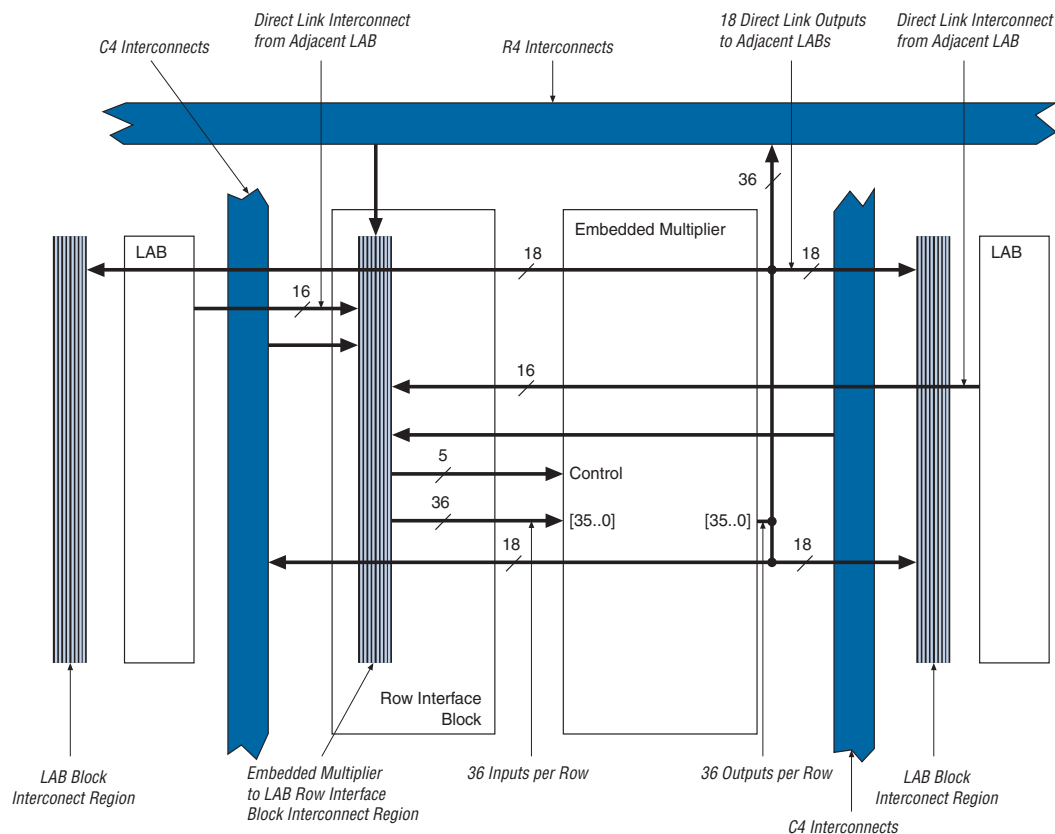 Direct Link Interconnect
from Adjacent LAB
18 Direct Link Outputs
to Adjacent LABs
Direct Link Interconnect
from Adjacent LAB
C4 Interconnects
R4 Interconnects
36
LAB
Embedded Multiplier
LAB
18
18
16
16
5
Control
36
[35..0]
[35..0]
18
18
Row Interface
Block
LAB Block
Interconect Region
Embedded Multiplier
to LAB Row Interface
Block Interconnect Region
36 Inputs per Row
36 Outputs per Row
LAB Block
Interconect Region
C4 Interconnects